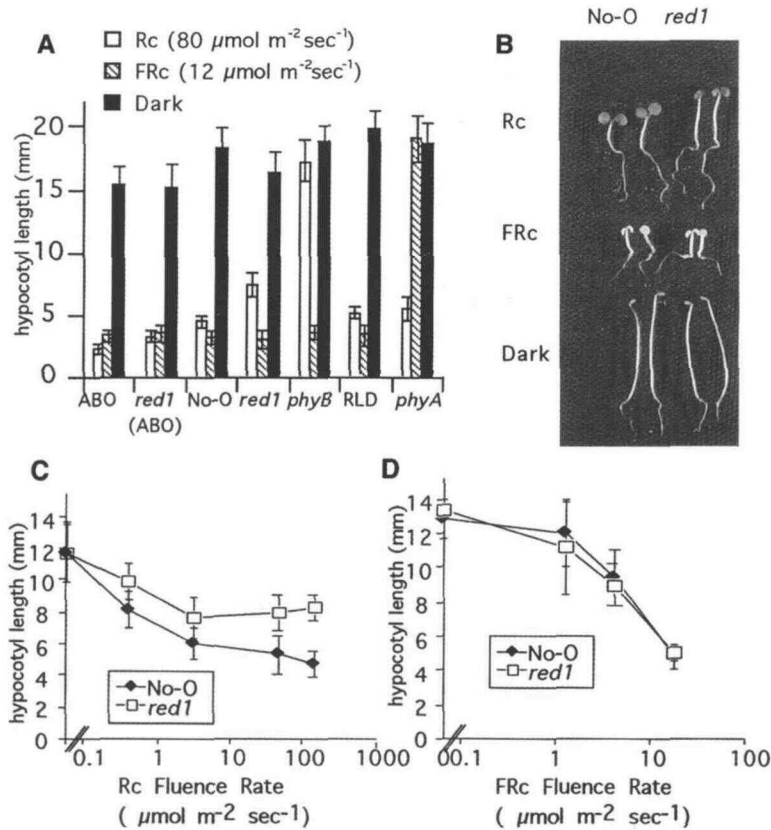 A
Rc (80 µmol m-2sec-1)
FRc (12 µmol m-2sec-1)
Dark
hypocotyl length (mm)
20
15
10
5
0
ABO red1 (ABO) No-O red1 phyB RLD phyA
B
No-O red1
Rc
FRc
Dark
C
hypocotyl length (mm)
14
12
10
8
6
4
2
0
No-O
red1
0.1 1 10 100 1000
Rc Fluence Rate
( µmol m-2 sec-1)
D
hypocotyl length (mm)
14
12
10
8
6
4
2
0
No-O
red1
00.1 1 10 100
FRc Fluence Rate
( µmol m-2 sec-1)